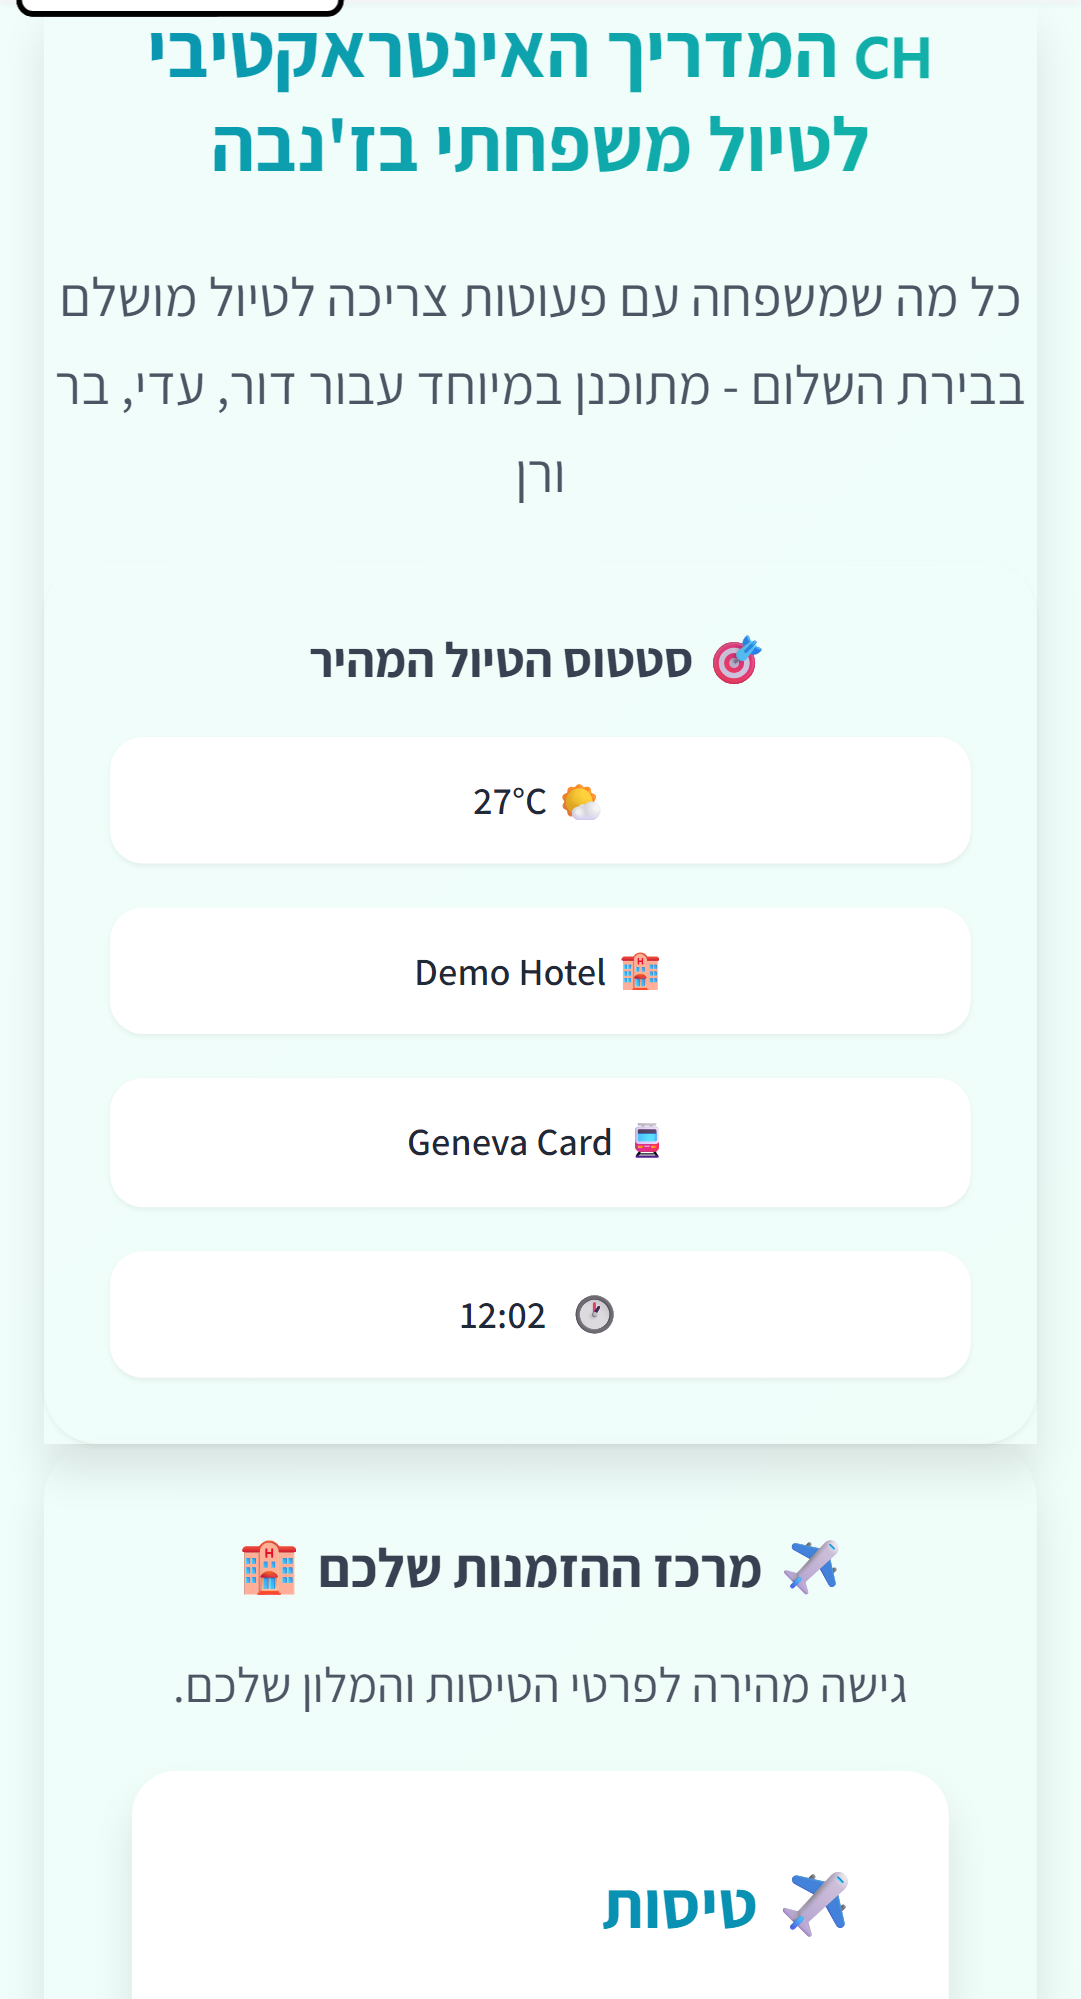 CH המדריך האינטראקטיבי
לטיול משפחתי בז'נבה
כל מה שמשפחה עם פעוטות צריכה לטיול מושלם
בבירת השלום - מתוכנן במיוחד עבור דור, עדי, בר
ורן
🎯 סטטוס הטיול המהיר
🌤️ 27°C
🏨 Demo Hotel
🚆 Geneva Card
🕐 12:02
✈️ מרכז ההזמנות שלכם 🏨
גישה מהירה לפרטי הטיסות והמלון שלכם.
✈️ טיסות